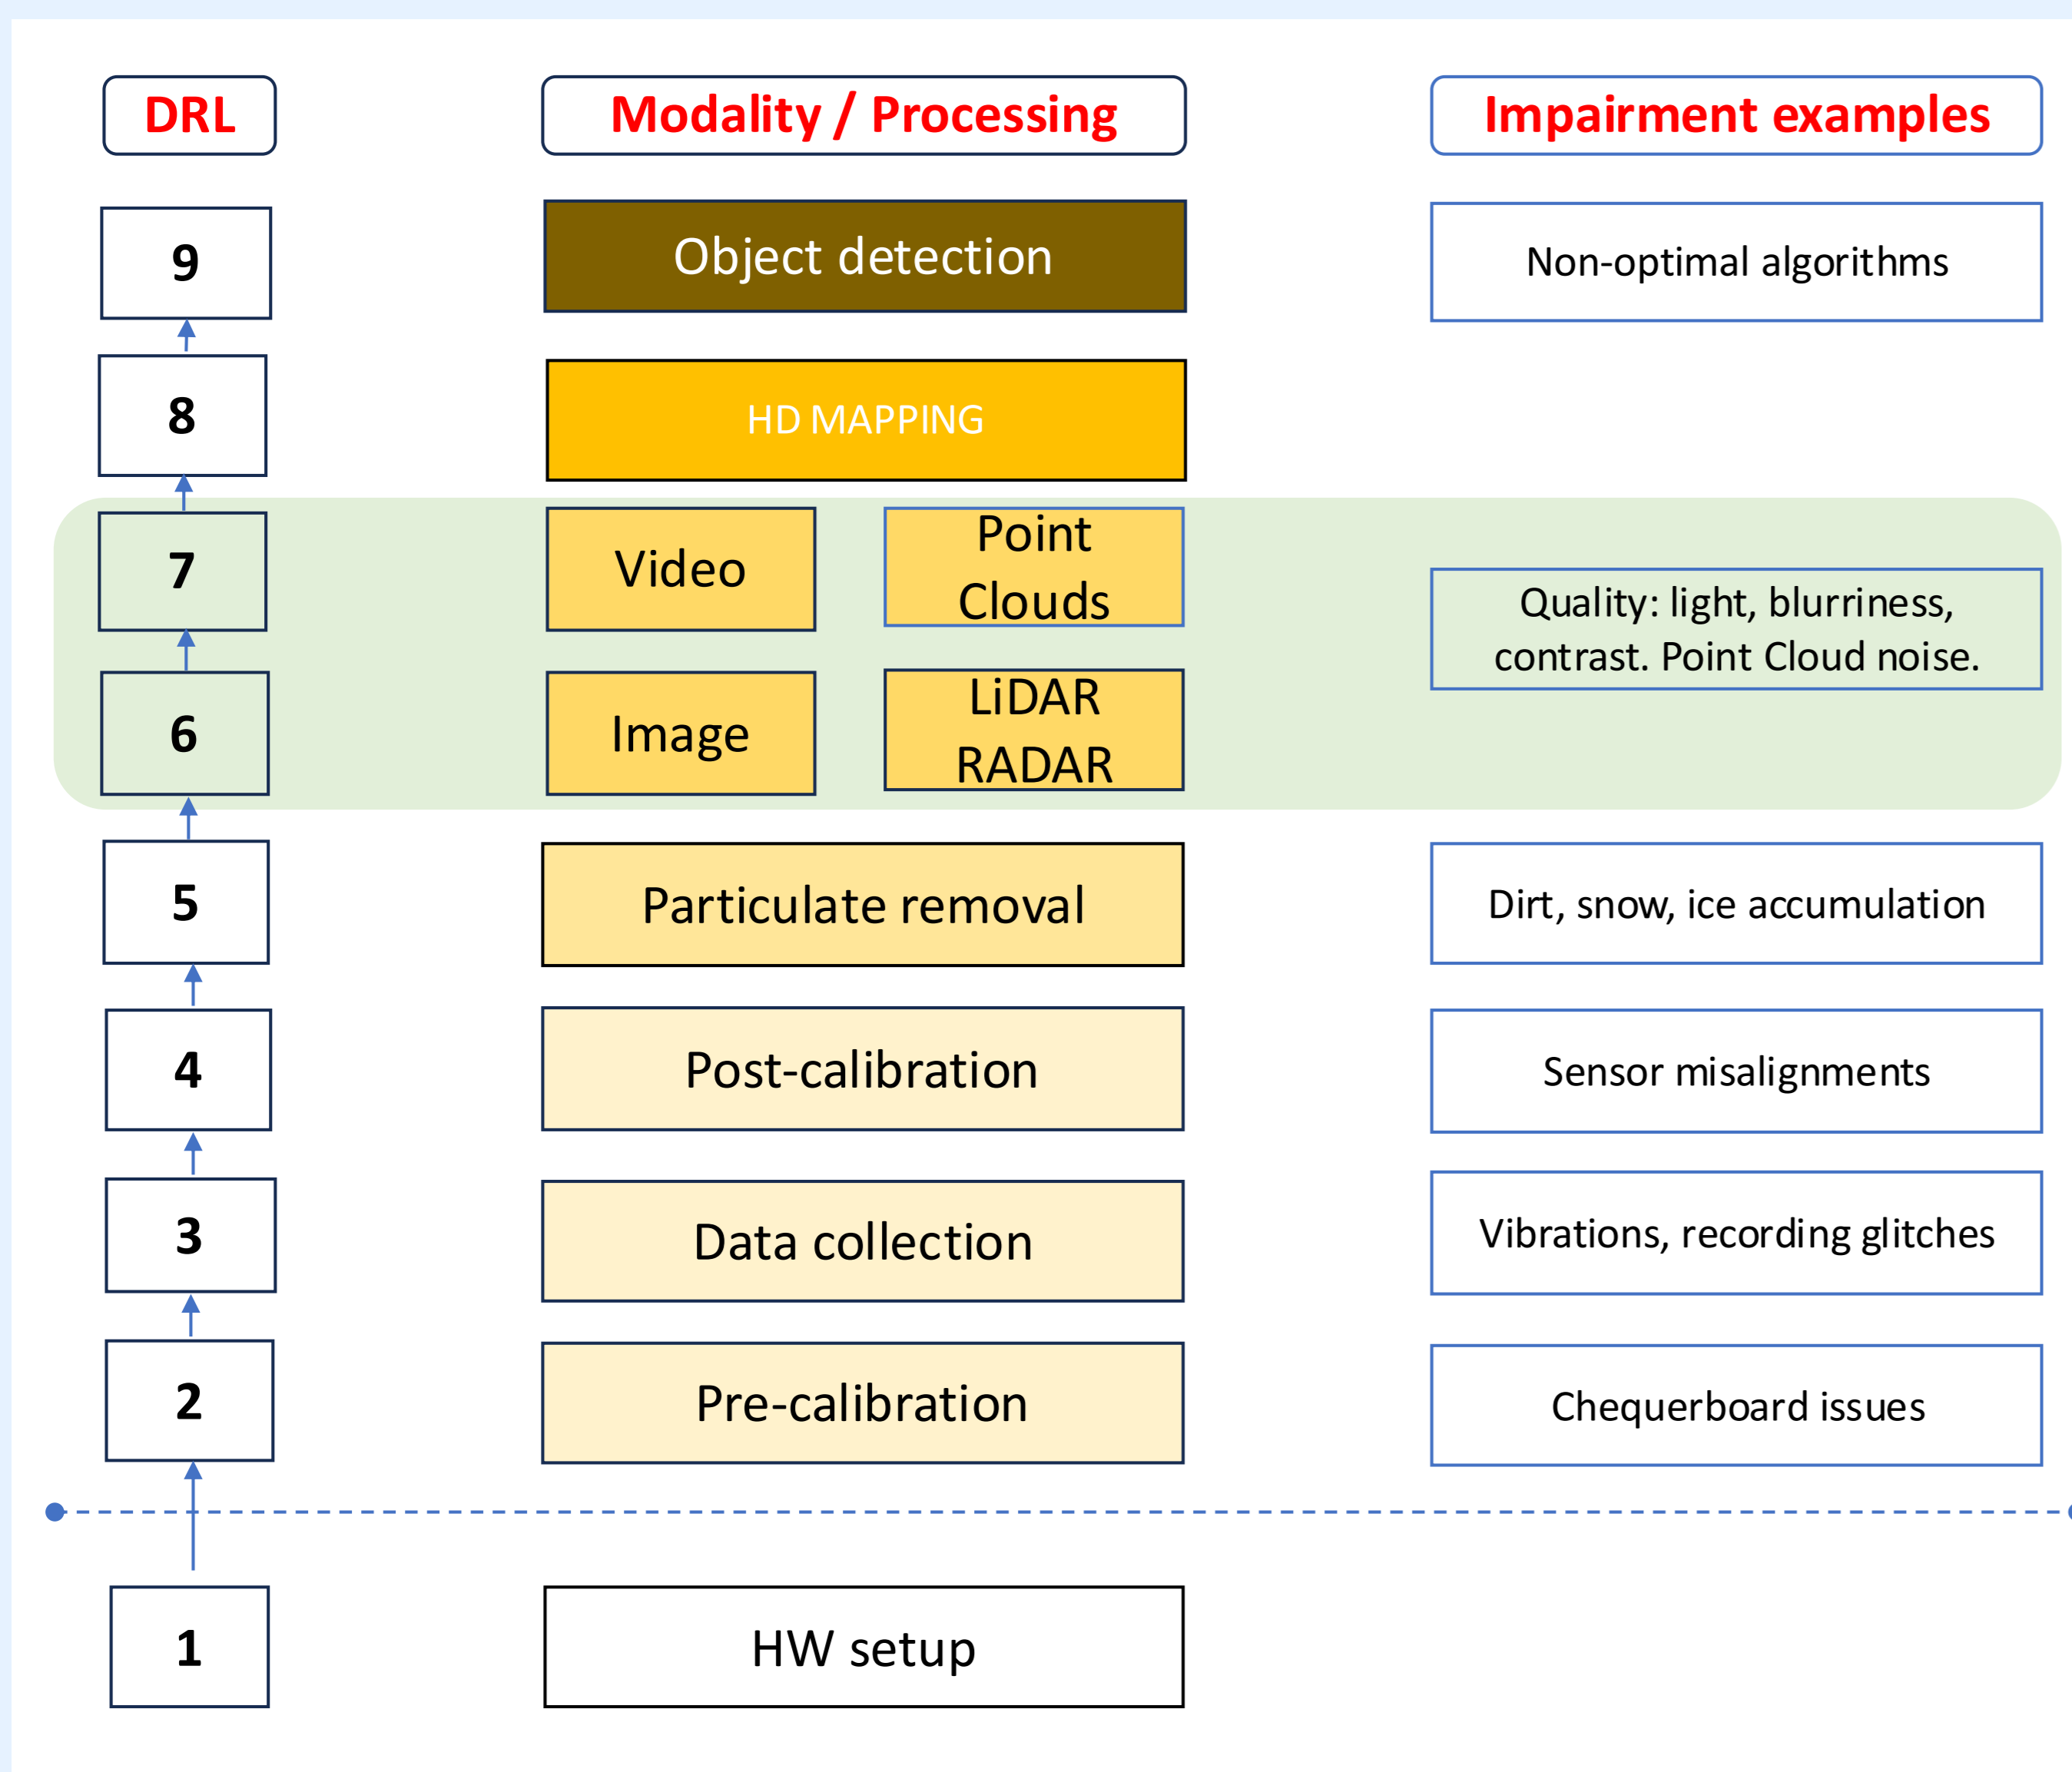 DRL
Modality / Processing
Impairment examples
9
Object detection
Non-optimal algorithms
8
HD MAPPING
7
Video
Point
Clouds
Quality: light, blurriness,
contrast. Point Cloud noise.
6
Image
LiDAR
RADAR
5
Particulate removal
Dirt, snow, ice accumulation
4
Post-calibration
Sensor misalignments
3
Data collection
Vibrations, recording glitches
2
Pre-calibration
Chequerboard issues
1
HW setup